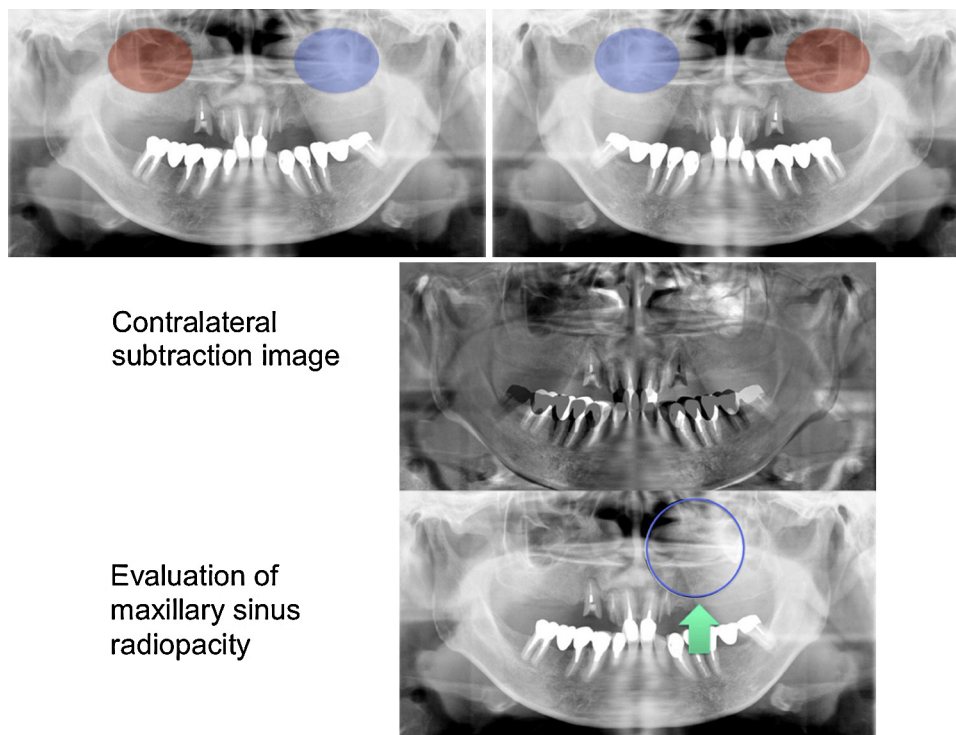 Contralateral
subtraction image
Evaluation of
maxillary sinus
radiopacity